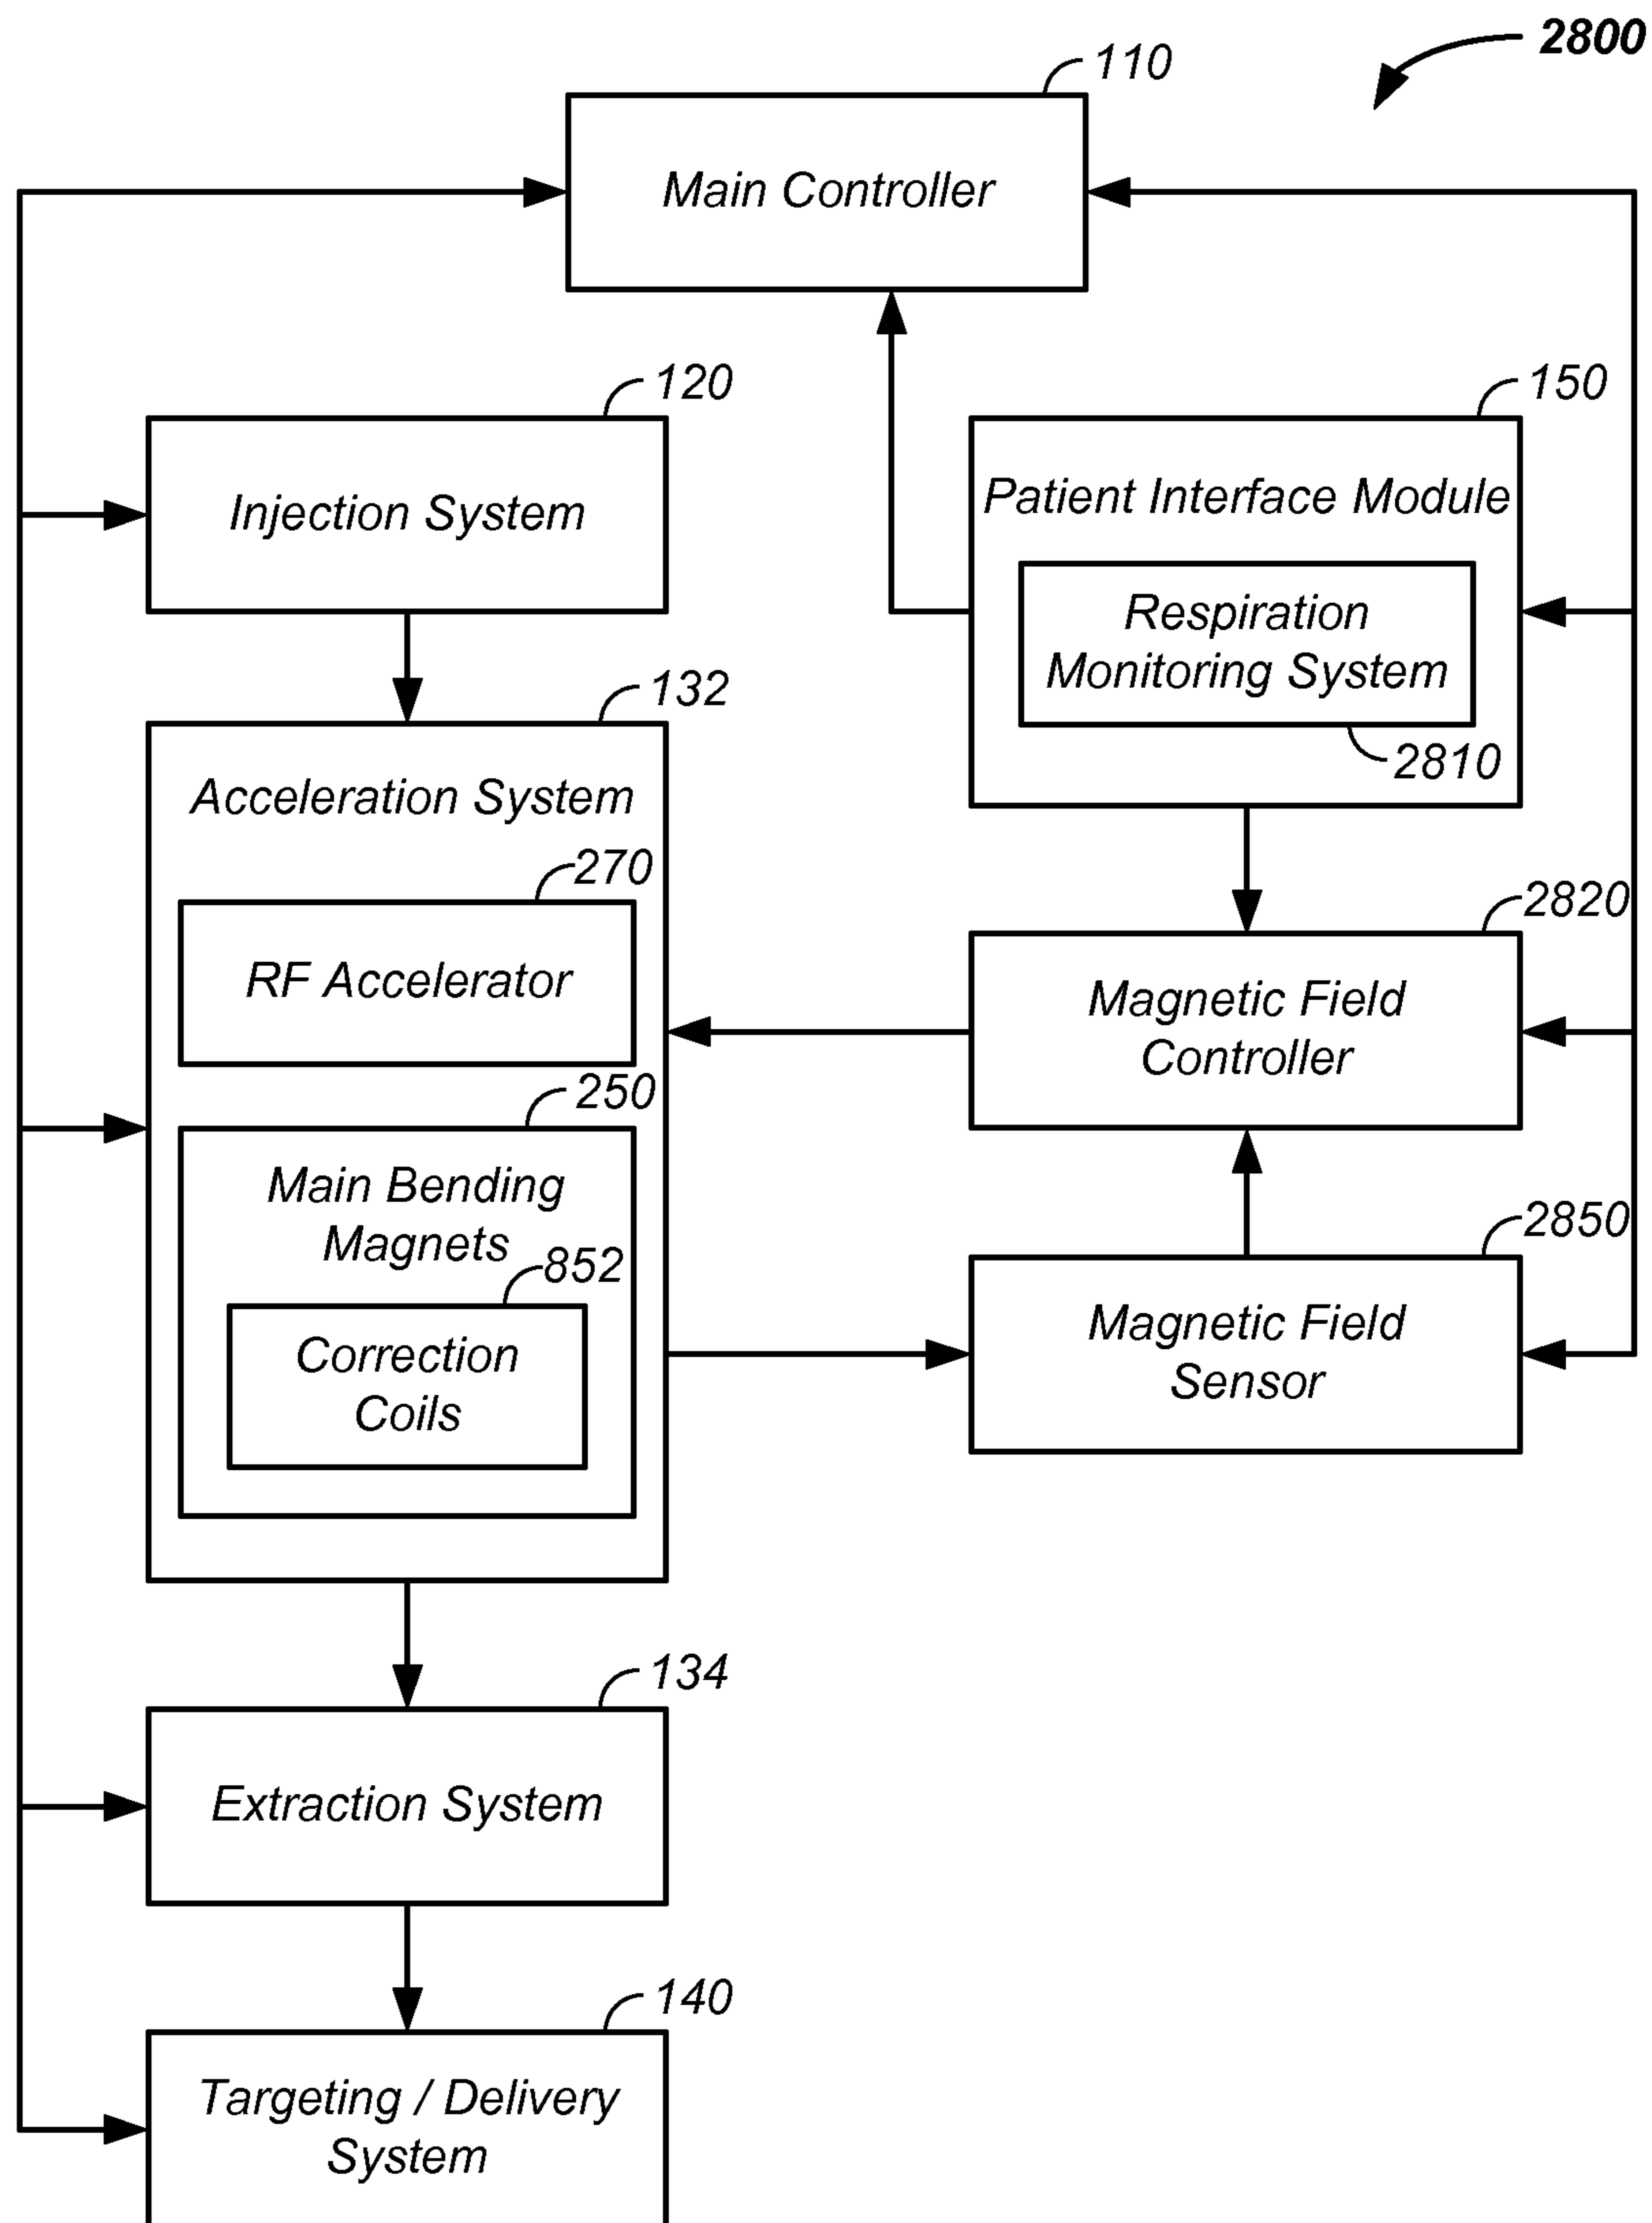 2800
110
Main Controller
120
Injection System
150
Patient Interface Module
Respiration
Monitoring System
2810
132
Acceleration System
270
RF Accelerator
250
Main Bending
Magnets
852
Correction
Coils
2820
Magnetic Field
Controller
2850
Magnetic Field
Sensor
134
Extraction System
140
Targeting / Delivery
System